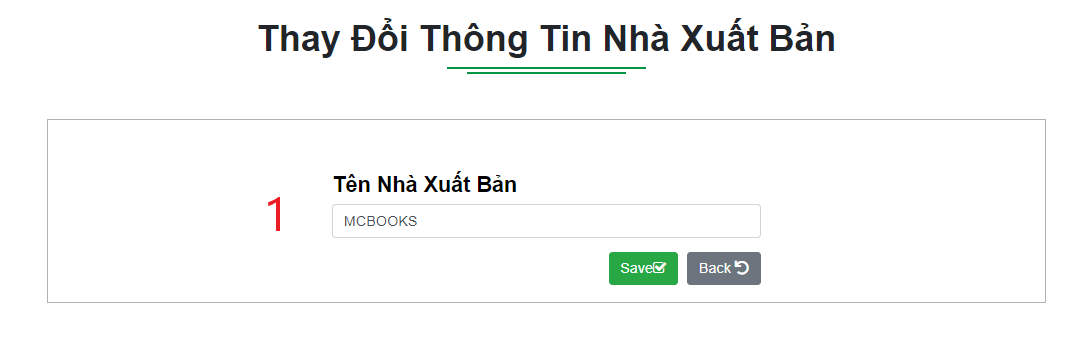 Thay Đổi Thông Tin Nhà Xuất Bản
Tên Nhà Xuất Bản
1
MCBOOKS
Save
Back